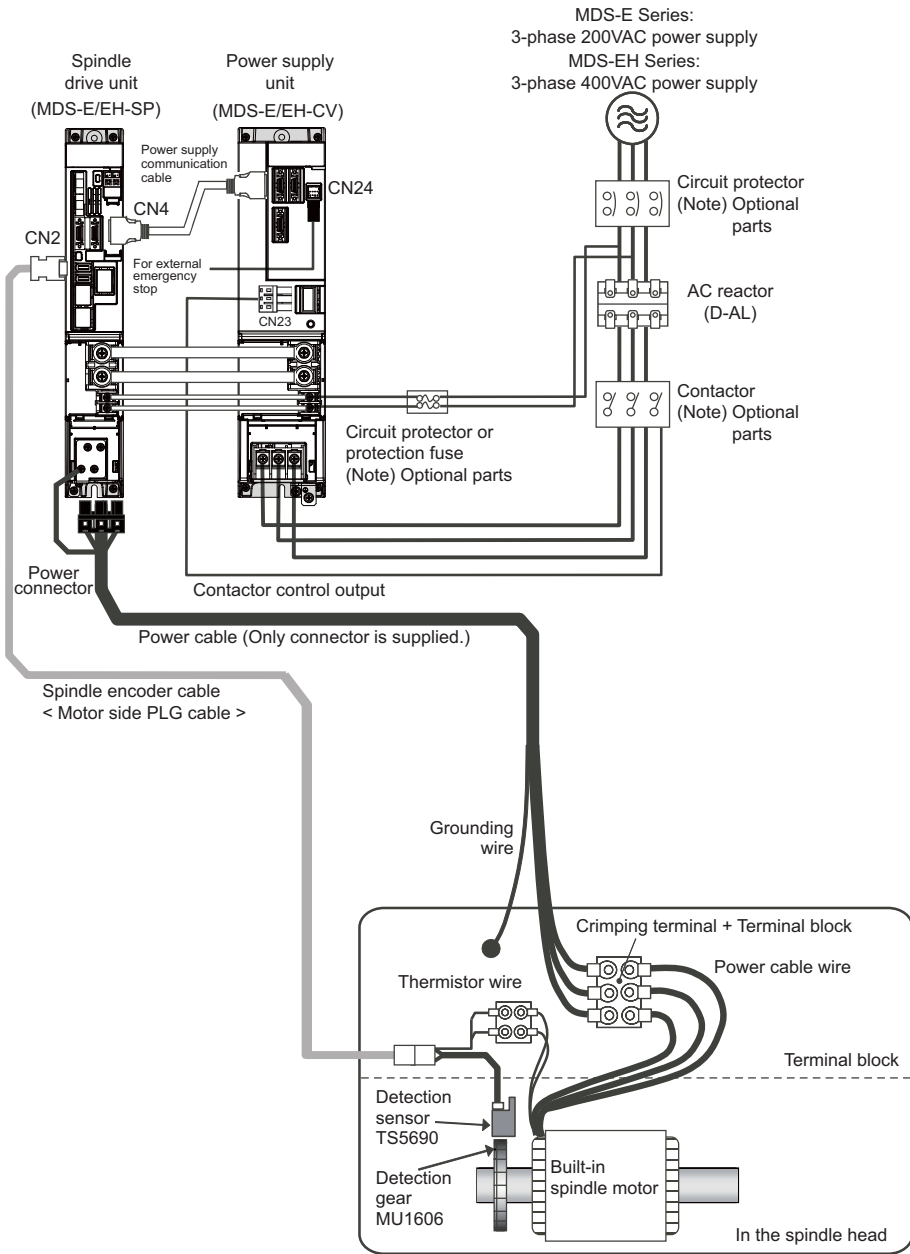 MDS-E Series:
3-phase 200VAC power supply
MDS-EH Series:
3-phase 400VAC power supply
Spindle
drive unit
(MDS-E/EH-SP)
Power supply
unit
(MDS-E/EH-CV)
Power supply
communication
cable
CN24
CN4
CN2
For external
emergency
stop
CN23
Circuit protector
(Note) Optional
parts
AC reactor
(D-AL)
Contactor
(Note) Optional
parts
Circuit protector or
protection fuse
(Note) Optional parts
Power
connector
Contactor control output
Power cable (Only connector is supplied.)
Spindle encoder cable
< Motor side PLG cable >
Grounding
wire
Crimping terminal + Terminal block
Power cable wire
Thermistor wire
Terminal block
Detection
sensor
TS5690
Detection
gear
MU1606
Built-in
spindle motor
In the spindle head